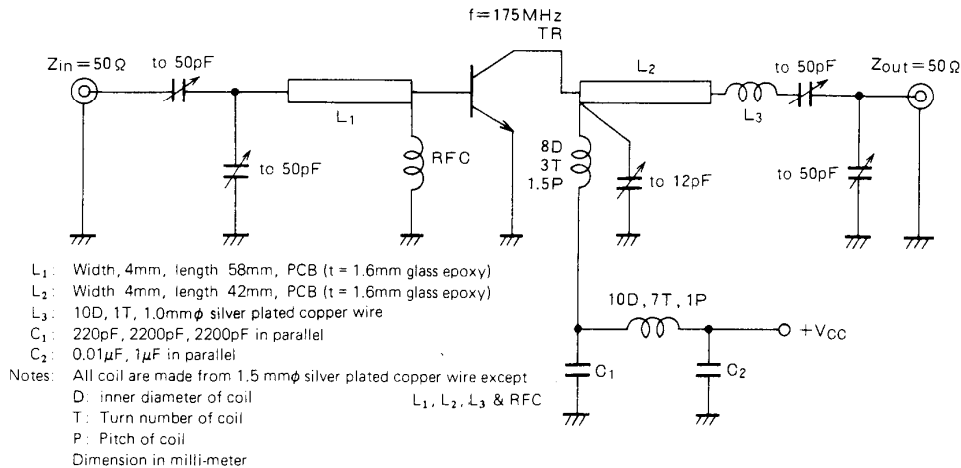 f=175MHz
TR
Zin=50Ω
to 50pF
L1
to 50pF
RFC
L2
to 50pF
Zout=50Ω
L3
8D
3T
1.5P
to 12pF
to 50pF
10D, 7T, 1P
+VCC
C1
C2
L1: Width, 4mm, length 58mm, PCB (t = 1.6mm glass epoxy)
L2: Width 4mm, length 42mm, PCB (t = 1.6mm glass epoxy)
L3: 10D, 1T, 1.0mmφ silver plated copper wire
C1: 220pF, 2200pF, 2200pF in parallel
C2: 0.01μF, 1μF in parallel
Notes: All coil are made from 1.5 mmφ silver plated copper wire except
L1, L2, L3 & RFC
D: inner diameter of coil
T: Turn number of coil
P: Pitch of coil
Dimension in milli-meter